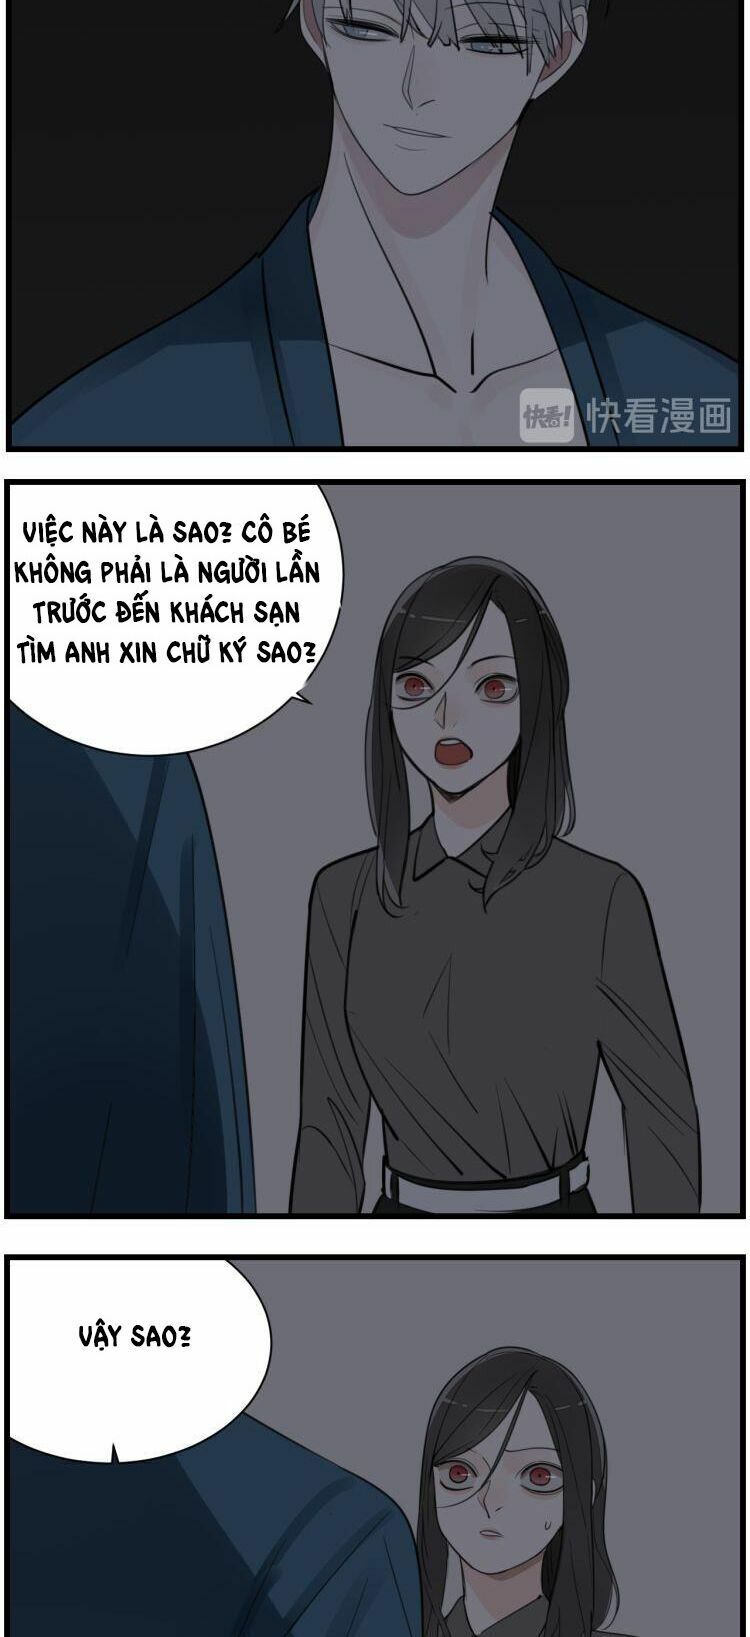 快看! 快看漫画
VIỆC NÀY LÀ SAO? CÔ BÉ
KHÔNG PHẢI LÀ NGƯỜI LẦN
TRƯỚC ĐẾN KHÁCH SẠN
TÌM ANH XIN CHỮ KÝ SAO?
VẬY SAO?